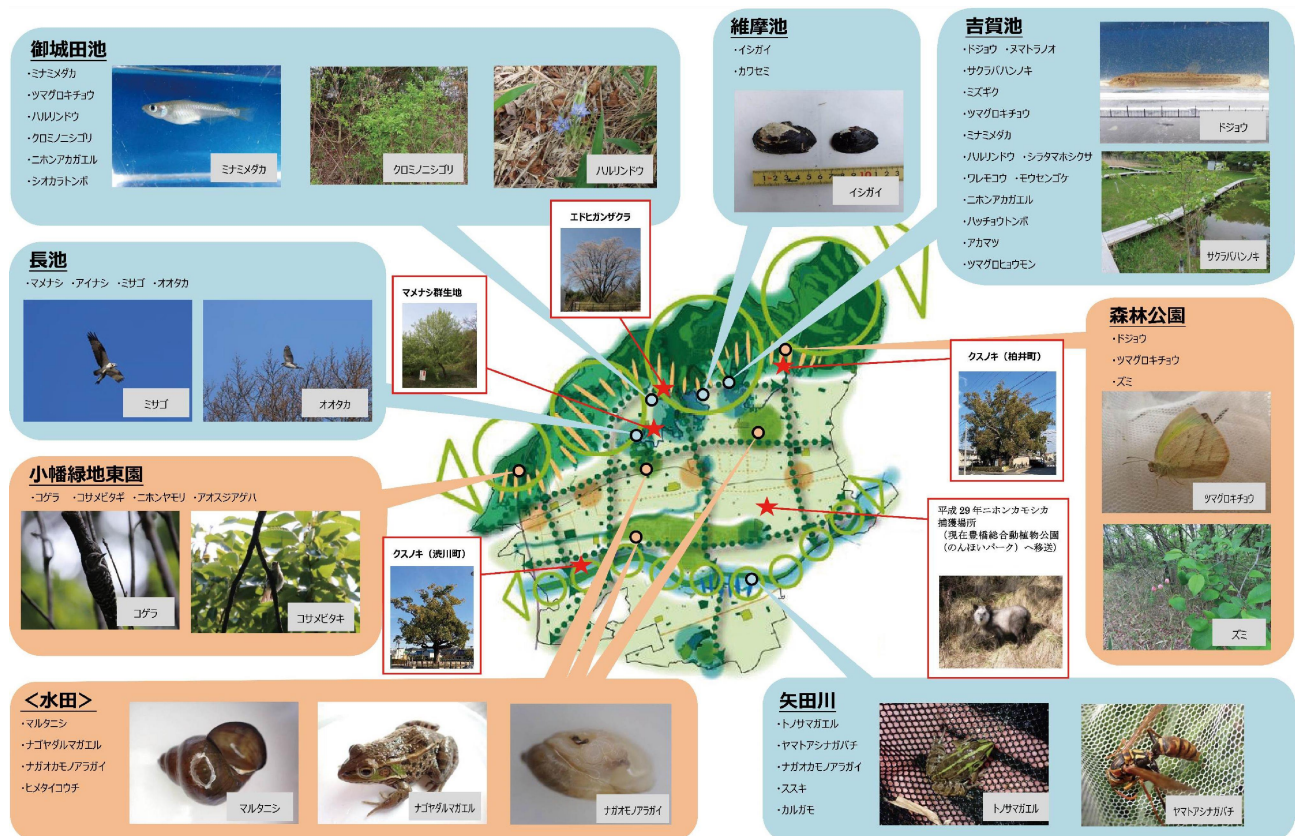 御城田池
・ミナミメダカ
・ツマグロキチョウ
・ハルリンドウ
・クロミノニシゴリ
・ニホンアカガエル
・シオカラトンボ
ミナミメダカ
クロミノニシゴリ
ハルリンドウ
維摩池
・イシガイ
・カワセミ
イシガイ
吉賀池
・ドジョウ ・ヌマトラノオ
・サクラバハンノキ
・ミズギク
・ツマグロキチョウ
・ミナミメダカ
・ハルリンドウ ・シラタマホシクサ
・ワレモコウ ・モウセンゴケ
・ニホンアカガエル
・ハッチョウトンボ
・アカマツ
・ツマグロヒョウモン
ドジョウ
サクラバハンノキ
長池
・マメナシ ・アイナシ ・ミサゴ ・オオタカ
ミサゴ
オオタカ
エドヒガンザクラ
マメナシ群生地
クスノキ（柏井町）
森林公園
・ドジョウ
・ツマグロキチョウ
・ズミ
ツマグロキチョウ
ズミ
小幡緑地東園
・コゲラ ・コサメビタギ ・ニホンヤモリ ・アオスジアゲハ
コゲラ
コサメビタキ
クスノキ（渋川町）
平成 29 年ニホンカモシカ
捕獲場所
（現在豊橋総合動植物公園
（のんほいパーク）へ移送）
＜水田＞
・マルタニシ
・ナゴヤダルマガエル
・ナガオカモノアラガイ
・ヒメタイコウチ
マルタニシ
ナゴヤダルマガエル
ナガオモノアラガイ
矢田川
・トノサマガエル
・ヤマトアシナガバチ
・ナガオカモノアラガイ
・ススキ
・カルガモ
トノサマガエル
ヤマトアシナガバチ